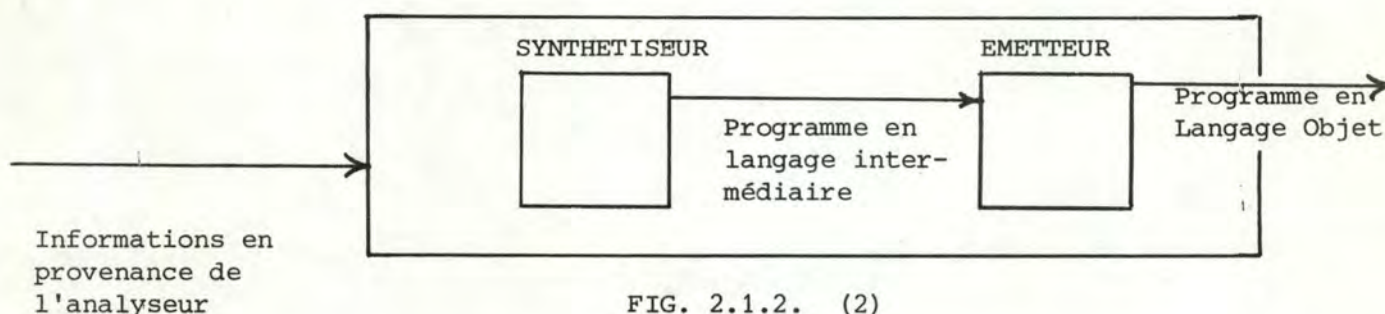 SYNTHETISEUR
EMETTEUR
Programme en
langage inter-
médiaire
Programme en
Langage Objet
Informations en
provenance de
l'analyseur
FIG. 2.1.2. (2)